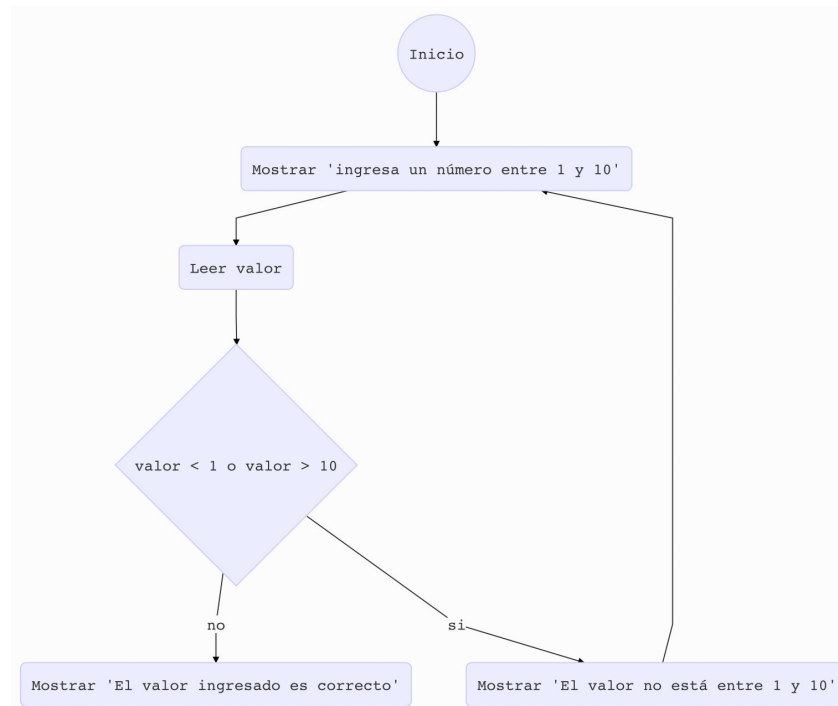 Inicio
Mostrar 'ingresa un número entre 1 y 10'
Leer valor
valor < 1 o valor > 10
no
si
Mostrar 'El valor ingresado es correcto'
Mostrar 'El valor no está entre 1 y 10'